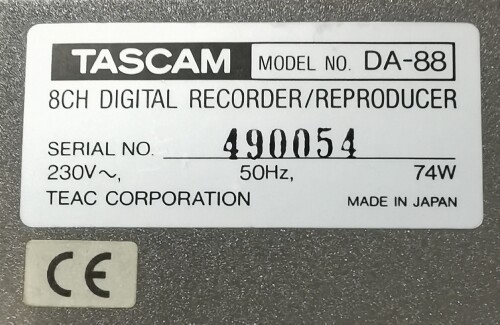 TASCAM MODEL NO. DA-88
8CH DIGITAL RECORDER/REPRODUCER
SERIAL NO. 490054
230V~, 50Hz, 74W
TEAC CORPORATION MADE IN JAPAN
CE